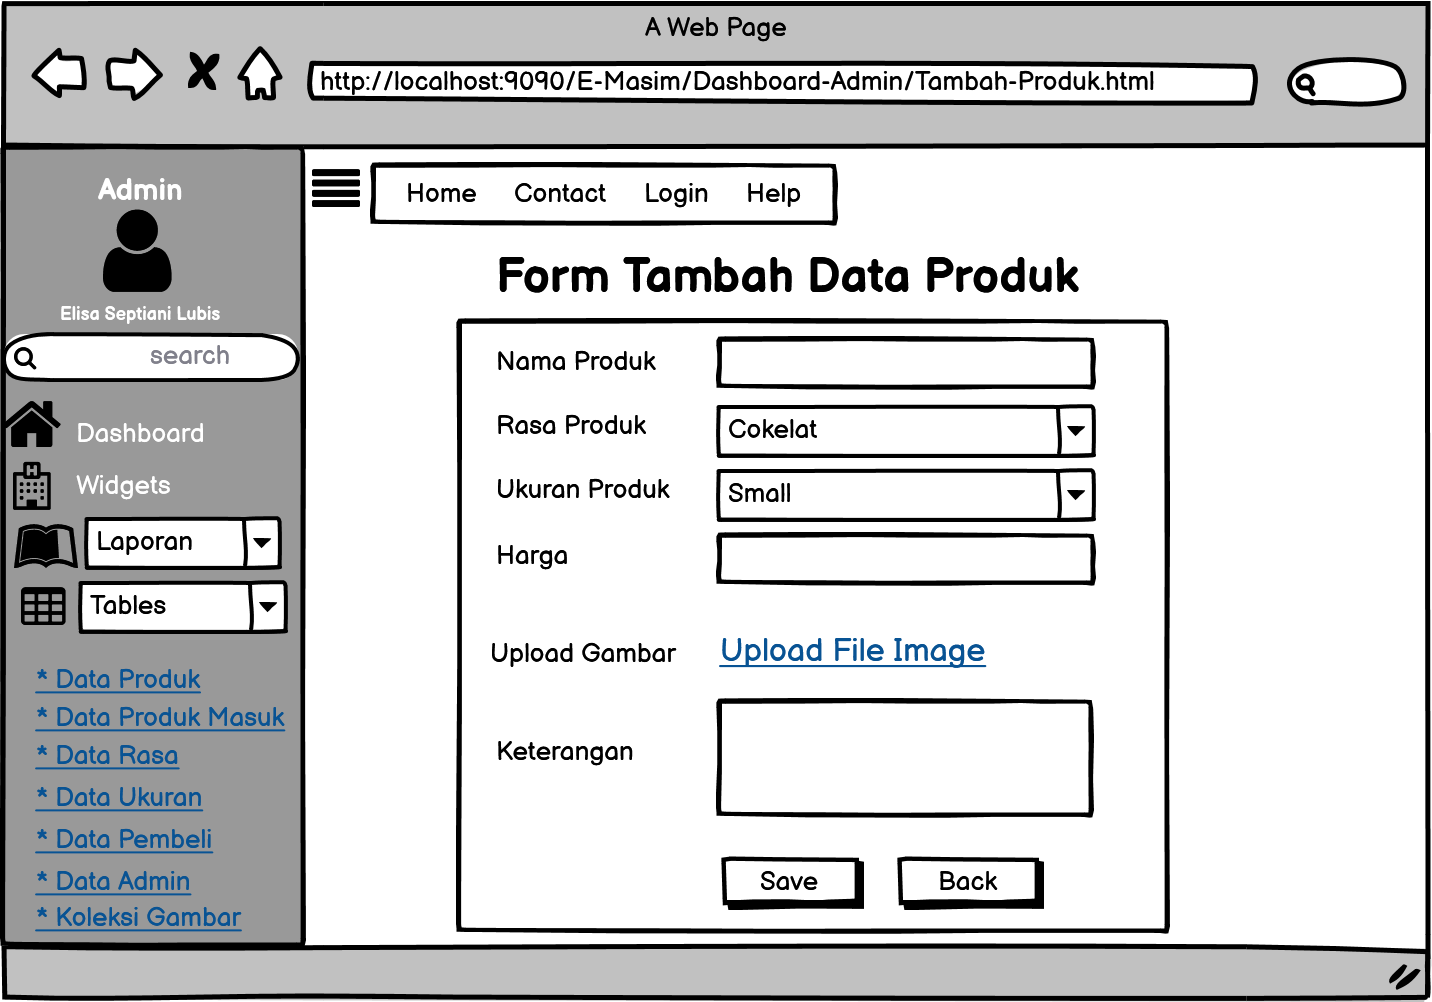 A Web Page
http://localhost:9090/E-Masim/Dashboard-Admin/Tambah-Produk.html
Admin
Elisa Septiani Lubis
search
Dashboard
Widgets
Laporan
Tables
* Data Produk
* Data Produk Masuk
* Data Rasa
* Data Ukuran
* Data Pembeli
* Data Admin
* Koleksi Gambar
Home Contact Login Help
Form Tambah Data Produk
Nama Produk
Rasa Produk Cokelat
Ukuran Produk Small
Harga
Upload Gambar Upload File Image
Keterangan
Save Back